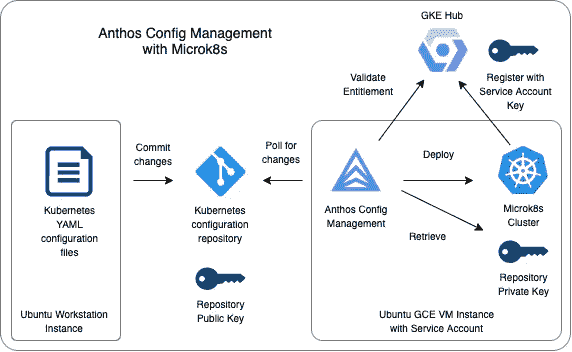 Anthos Config Management
with Microk8s
GKE Hub
Validate
Entitlement
Register with
Service Account
Key
Commit
changes
Poll for
changes
Deploy
Kubernetes
YAML
configuration
files
Kubernetes
configuration
repository
Anthos Config
Management
Microk8s
Cluster
Retrieve
Repository
Public Key
Repository
Private Key
Ubuntu Workstation
Instance
Ubuntu GCE VM Instance
with Service Account